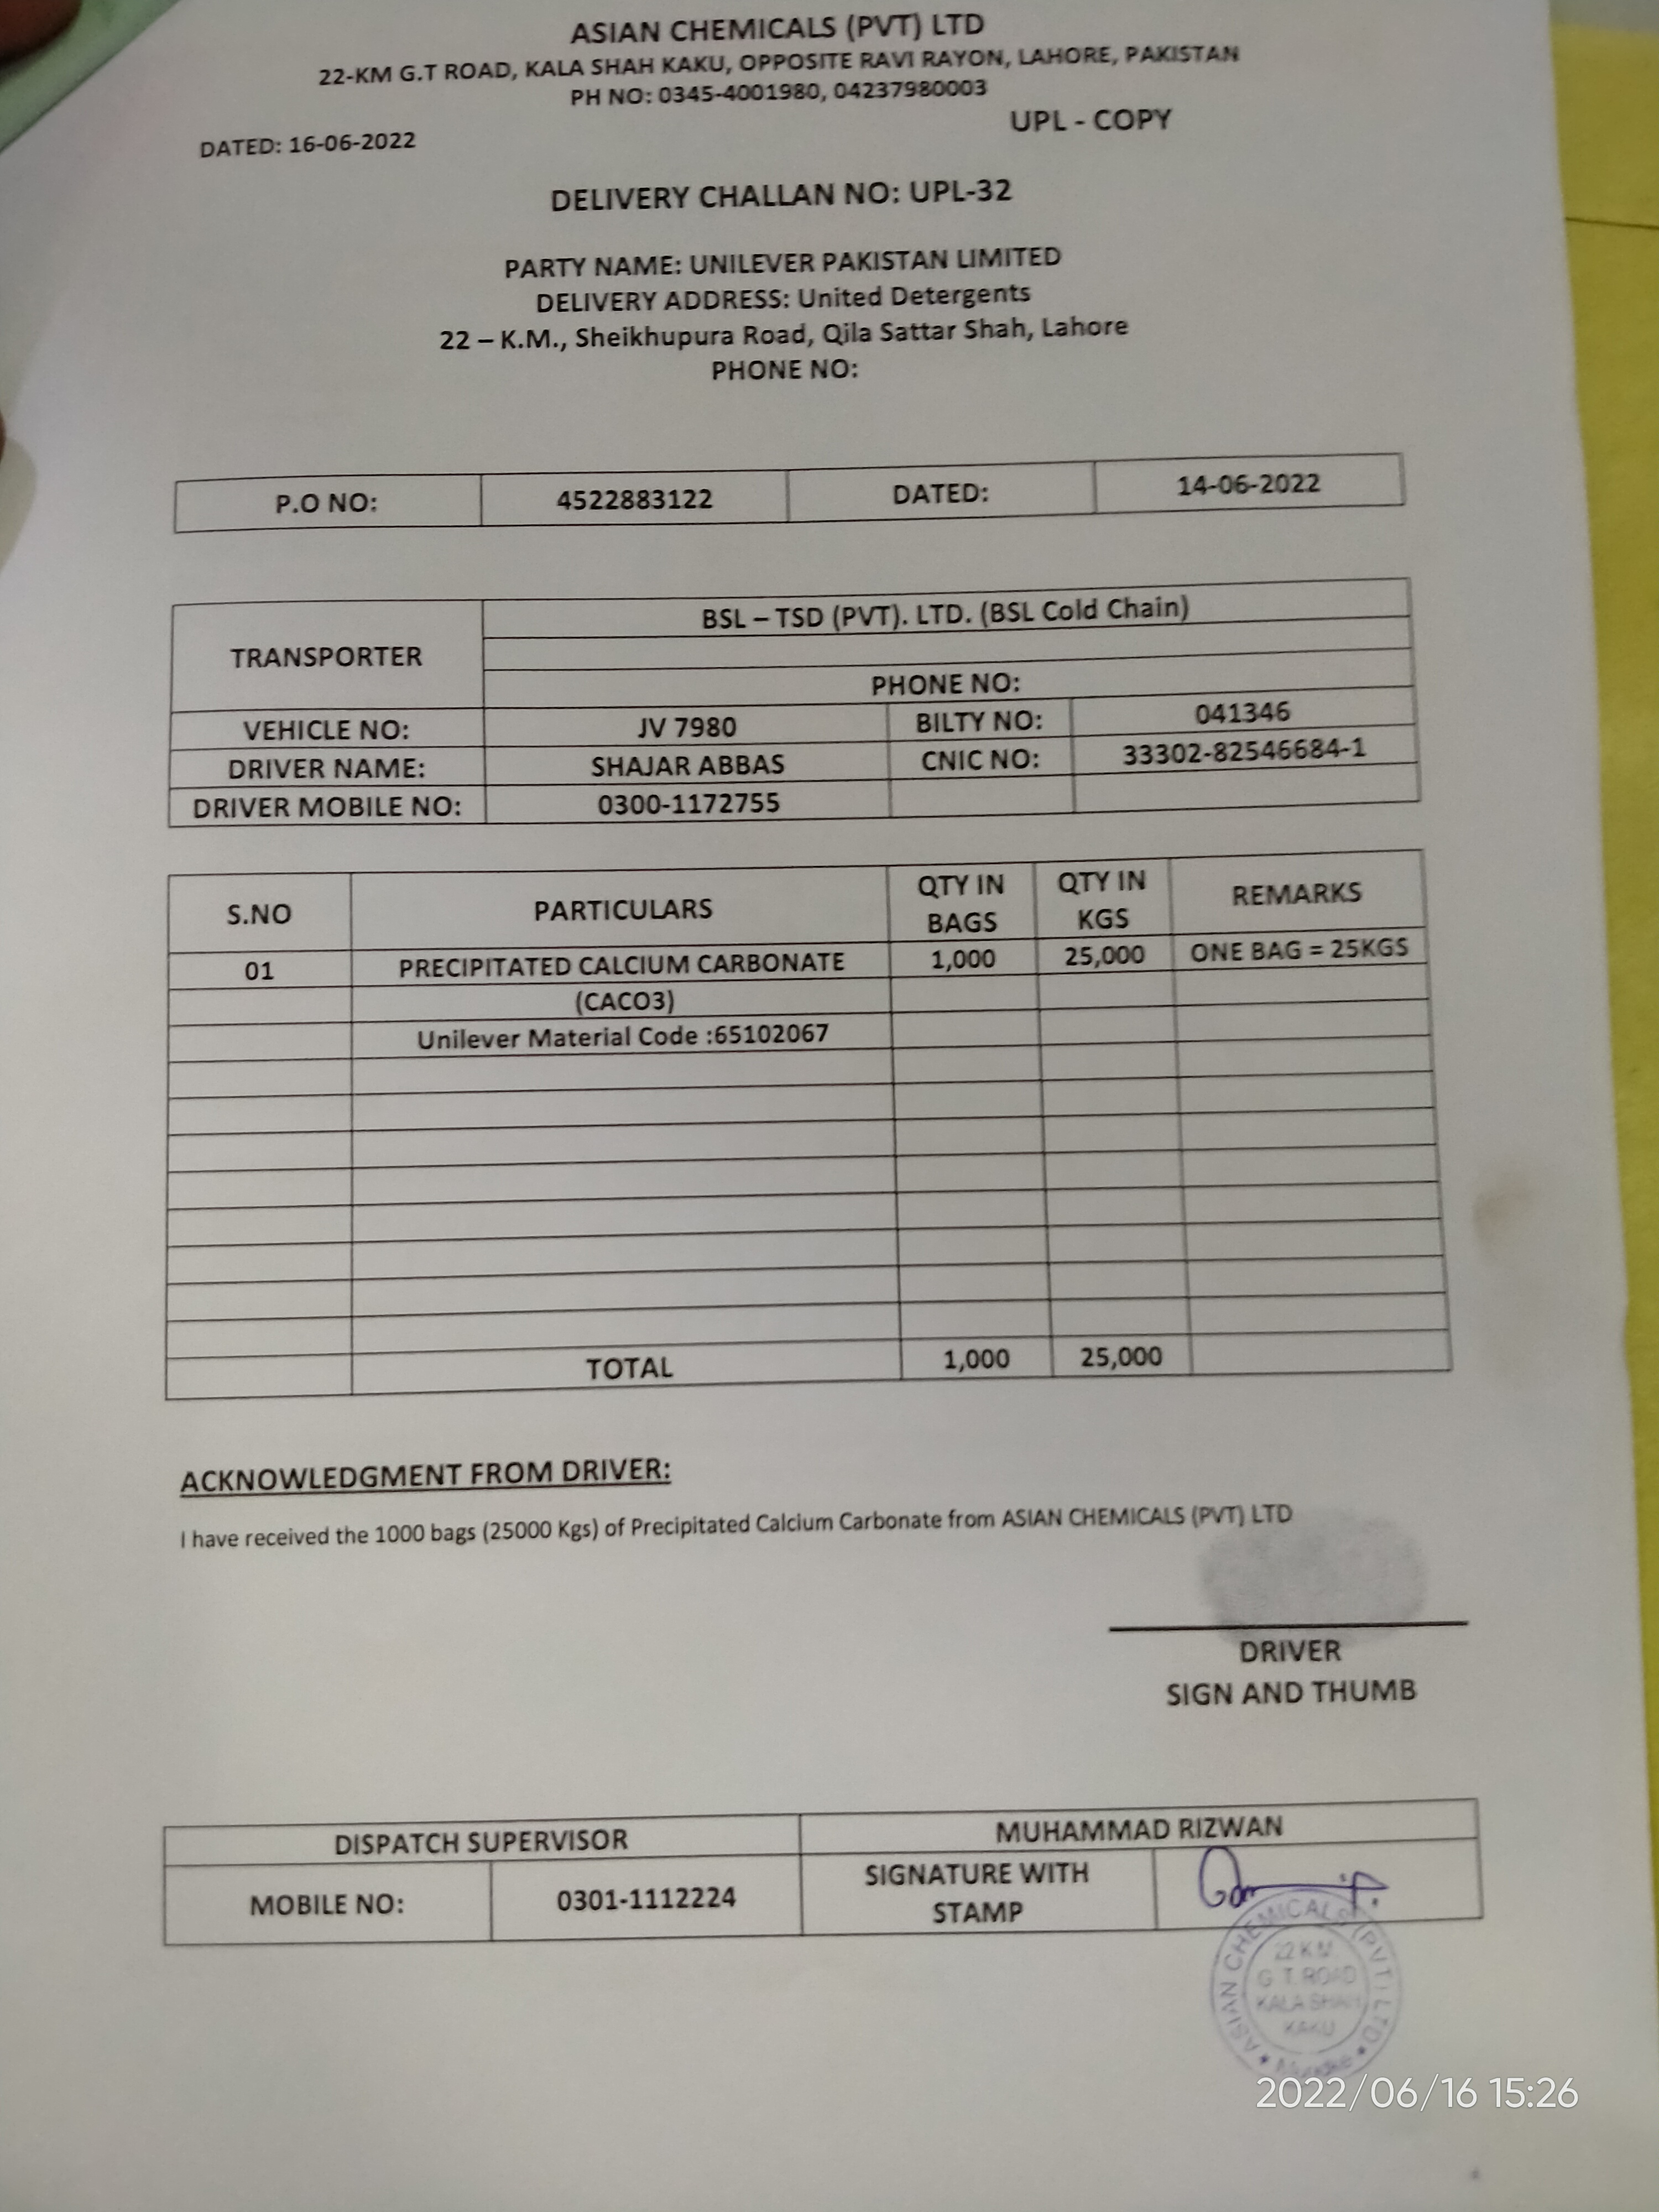 ASIAN CHEMICALS (PVT) LTD
22-KM G.T ROAD, KALA SHAH KAKU, OPPOSITE RAVI RAYON, LAHORE, PAKISTAN
PH NO: 0345-4001980, 04237980003
UPL - COPY
DATED: 16-06-2022
DELIVERY CHALLAN NO: UPL-32
PARTY NAME: UNILEVER PAKISTAN LIMITED
DELIVERY ADDRESS: United Detergents
22 – K.M., Sheikhupura Road, Qila Sattar Shah, Lahore
PHONE NO:
P.O NO: 4522883122 DATED: 14-06-2022
TRANSPORTER BSL – TSD (PVT). LTD. (BSL Cold Chain)
PHONE NO:
VEHICLE NO: JV 7980 BILTY NO: 041346
DRIVER NAME: SHAJAR ABBAS CNIC NO: 33302-82546684-1
DRIVER MOBILE NO: 0300-1172755
S.NO PARTICULARS QTY IN BAGS QTY IN KGS REMARKS
01 PRECIPITATED CALCIUM CARBONATE 1,000 25,000 ONE BAG = 25KGS
(CACO3)
Unilever Material Code :65102067
TOTAL 1,000 25,000
ACKNOWLEDGMENT FROM DRIVER:
I have received the 1000 bags (25000 Kgs) of Precipitated Calcium Carbonate from ASIAN CHEMICALS (PVT) LTD
DRIVER
SIGN AND THUMB
DISPATCH SUPERVISOR MUHAMMAD RIZWAN
MOBILE NO: 0301-1112224 SIGNATURE WITH STAMP
ASIAN CHEMICALS (PVT) LTD
22 KM
G T. ROAD
KALA SHAH
KAKU
2022/06/16 15:26